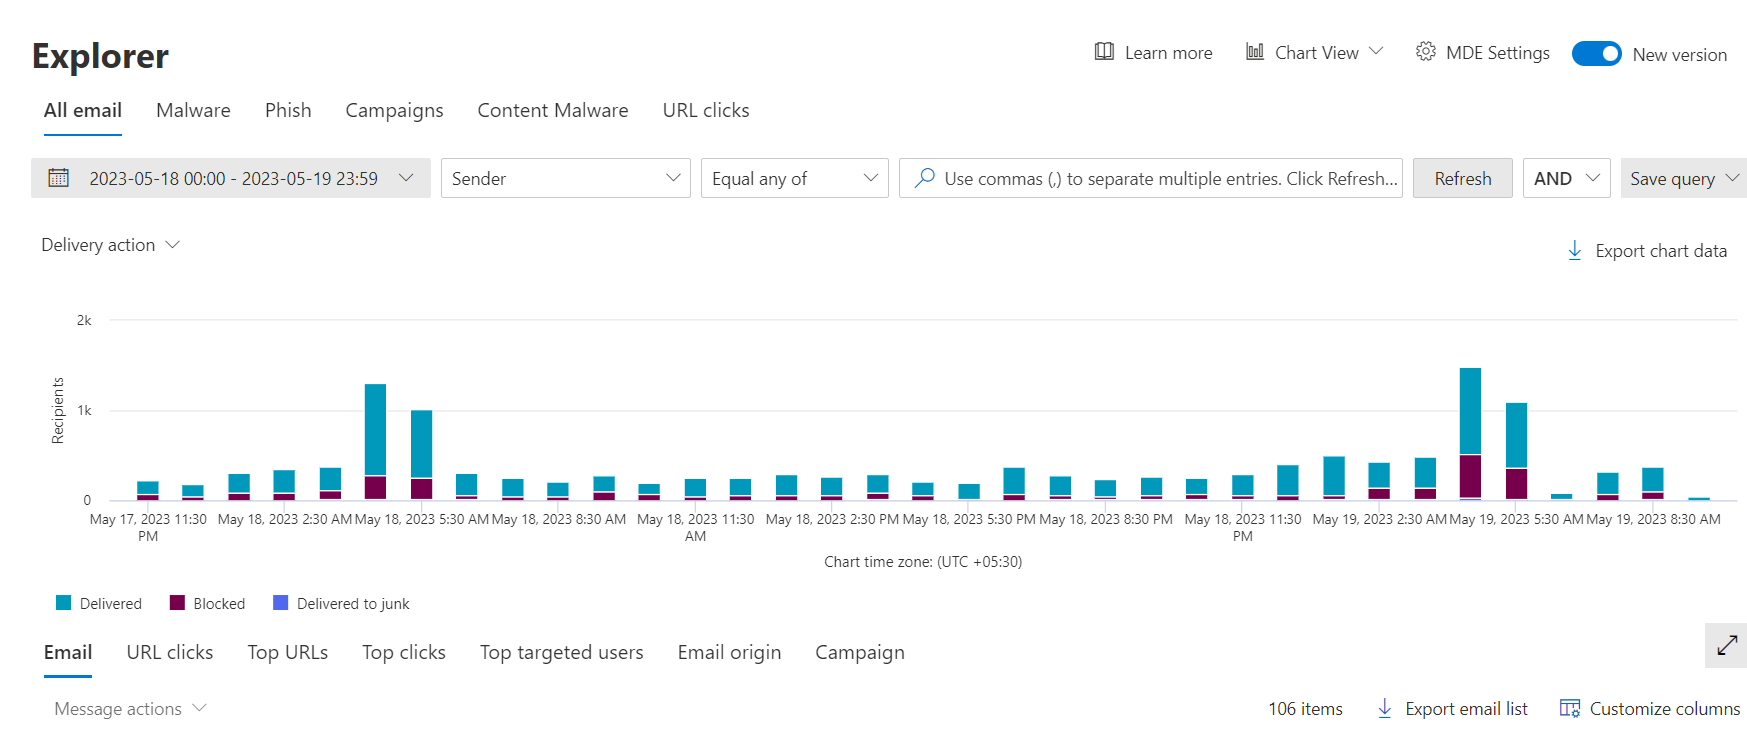 Explorer
Learn more
Chart View
MDE Settings
New version
All email
Malware
Phish
Campaigns
Content Malware
URL clicks
2023-05-18 00:00 - 2023-05-19 23:59
Sender
Equal any of
Use commas (,) to separate multiple entries. Click Refresh...
Refresh
AND
Save query
Delivery action
Export chart data
2k
1k
0
Recipients
May 17, 2023 11:30
PM
May 18, 2023 2:30 AM
May 18, 2023 5:30 AM
May 18, 2023 8:30 AM
May 18, 2023 11:30
AM
May 18, 2023 2:30 PM
May 18, 2023 5:30 PM
May 18, 2023 8:30 PM
May 18, 2023 11:30
PM
May 19, 2023 2:30 AM
May 19, 2023 5:30 AM
May 19, 2023 8:30 AM
Chart time zone: (UTC +05:30)
Delivered
Blocked
Delivered to junk
Email
URL clicks
Top URLs
Top clicks
Top targeted users
Email origin
Campaign
Message actions
106 items
Export email list
Customize columns